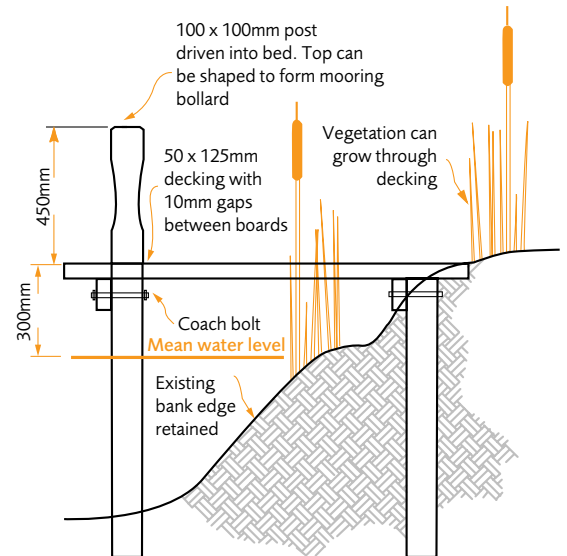 100 x 100mm post
driven into bed. Top can
be shaped to form mooring
bollard
Vegetation can
grow through
decking
50 x 125mm
decking with
10mm gaps
between boards
450mm
300mm
Coach bolt
Mean water level
Existing
bank edge
retained